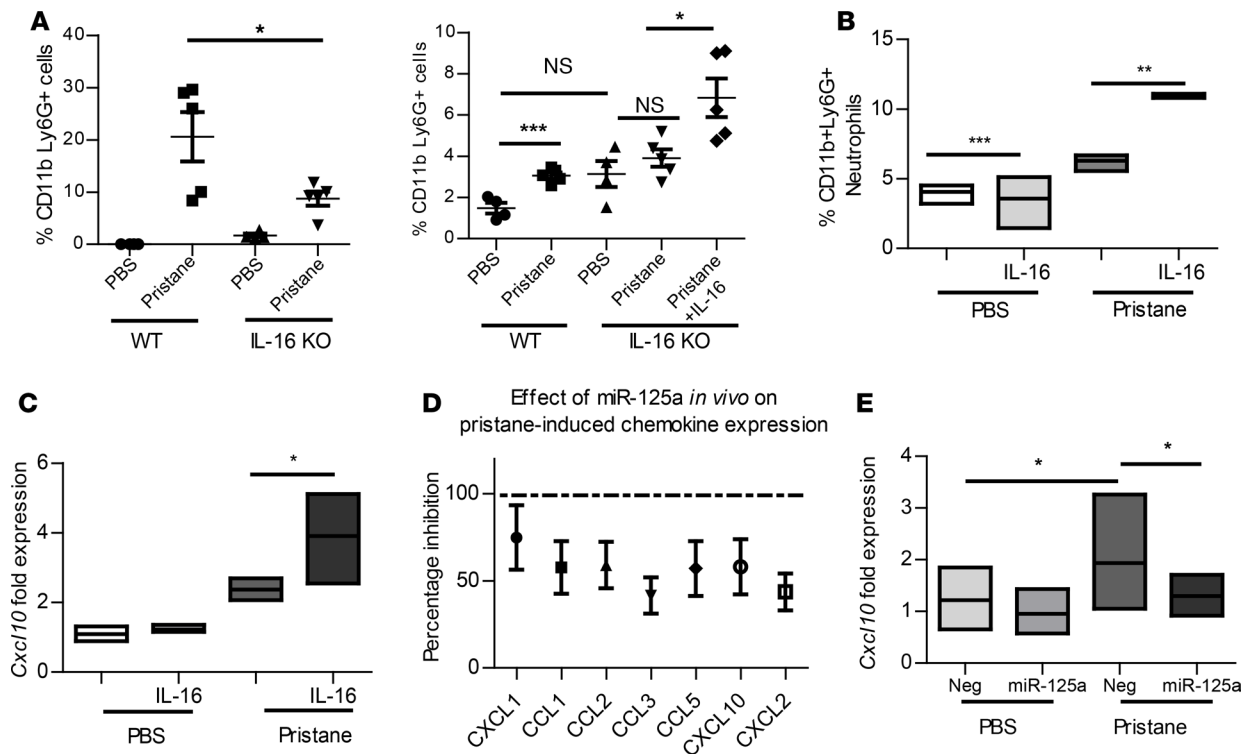 A
% CD11b Ly6G+ cells
40
30
20
10
0
*
PBS
Pristane
PBS
Pristane
WT
IL-16 KO
% CD11b Ly6G+ cells
10
8
6
4
2
0
NS
***
NS
*
PBS
Pristane
PBS
Pristane
Pristane
+IL-16
WT
IL-16 KO
B
% CD11b+Ly6G+
Neutrophils
15
10
5
0
***
**
IL-16
IL-16
PBS
Pristane
C
Cxcl10 fold expression
6
4
2
0
*
IL-16
IL-16
PBS
Pristane
D
Effect of miR-125a in vivo on
pristane-induced chemokine expression
Percentage inhibition
100
50
0
CXCL1
CCL1
CCL2
CCL3
CCL5
CXCL10
CXCL2
E
Cxcl10 fold expression
4
3
2
1
0
*
*
Neg
miR-125a
Neg
miR-125a
PBS
Pristane